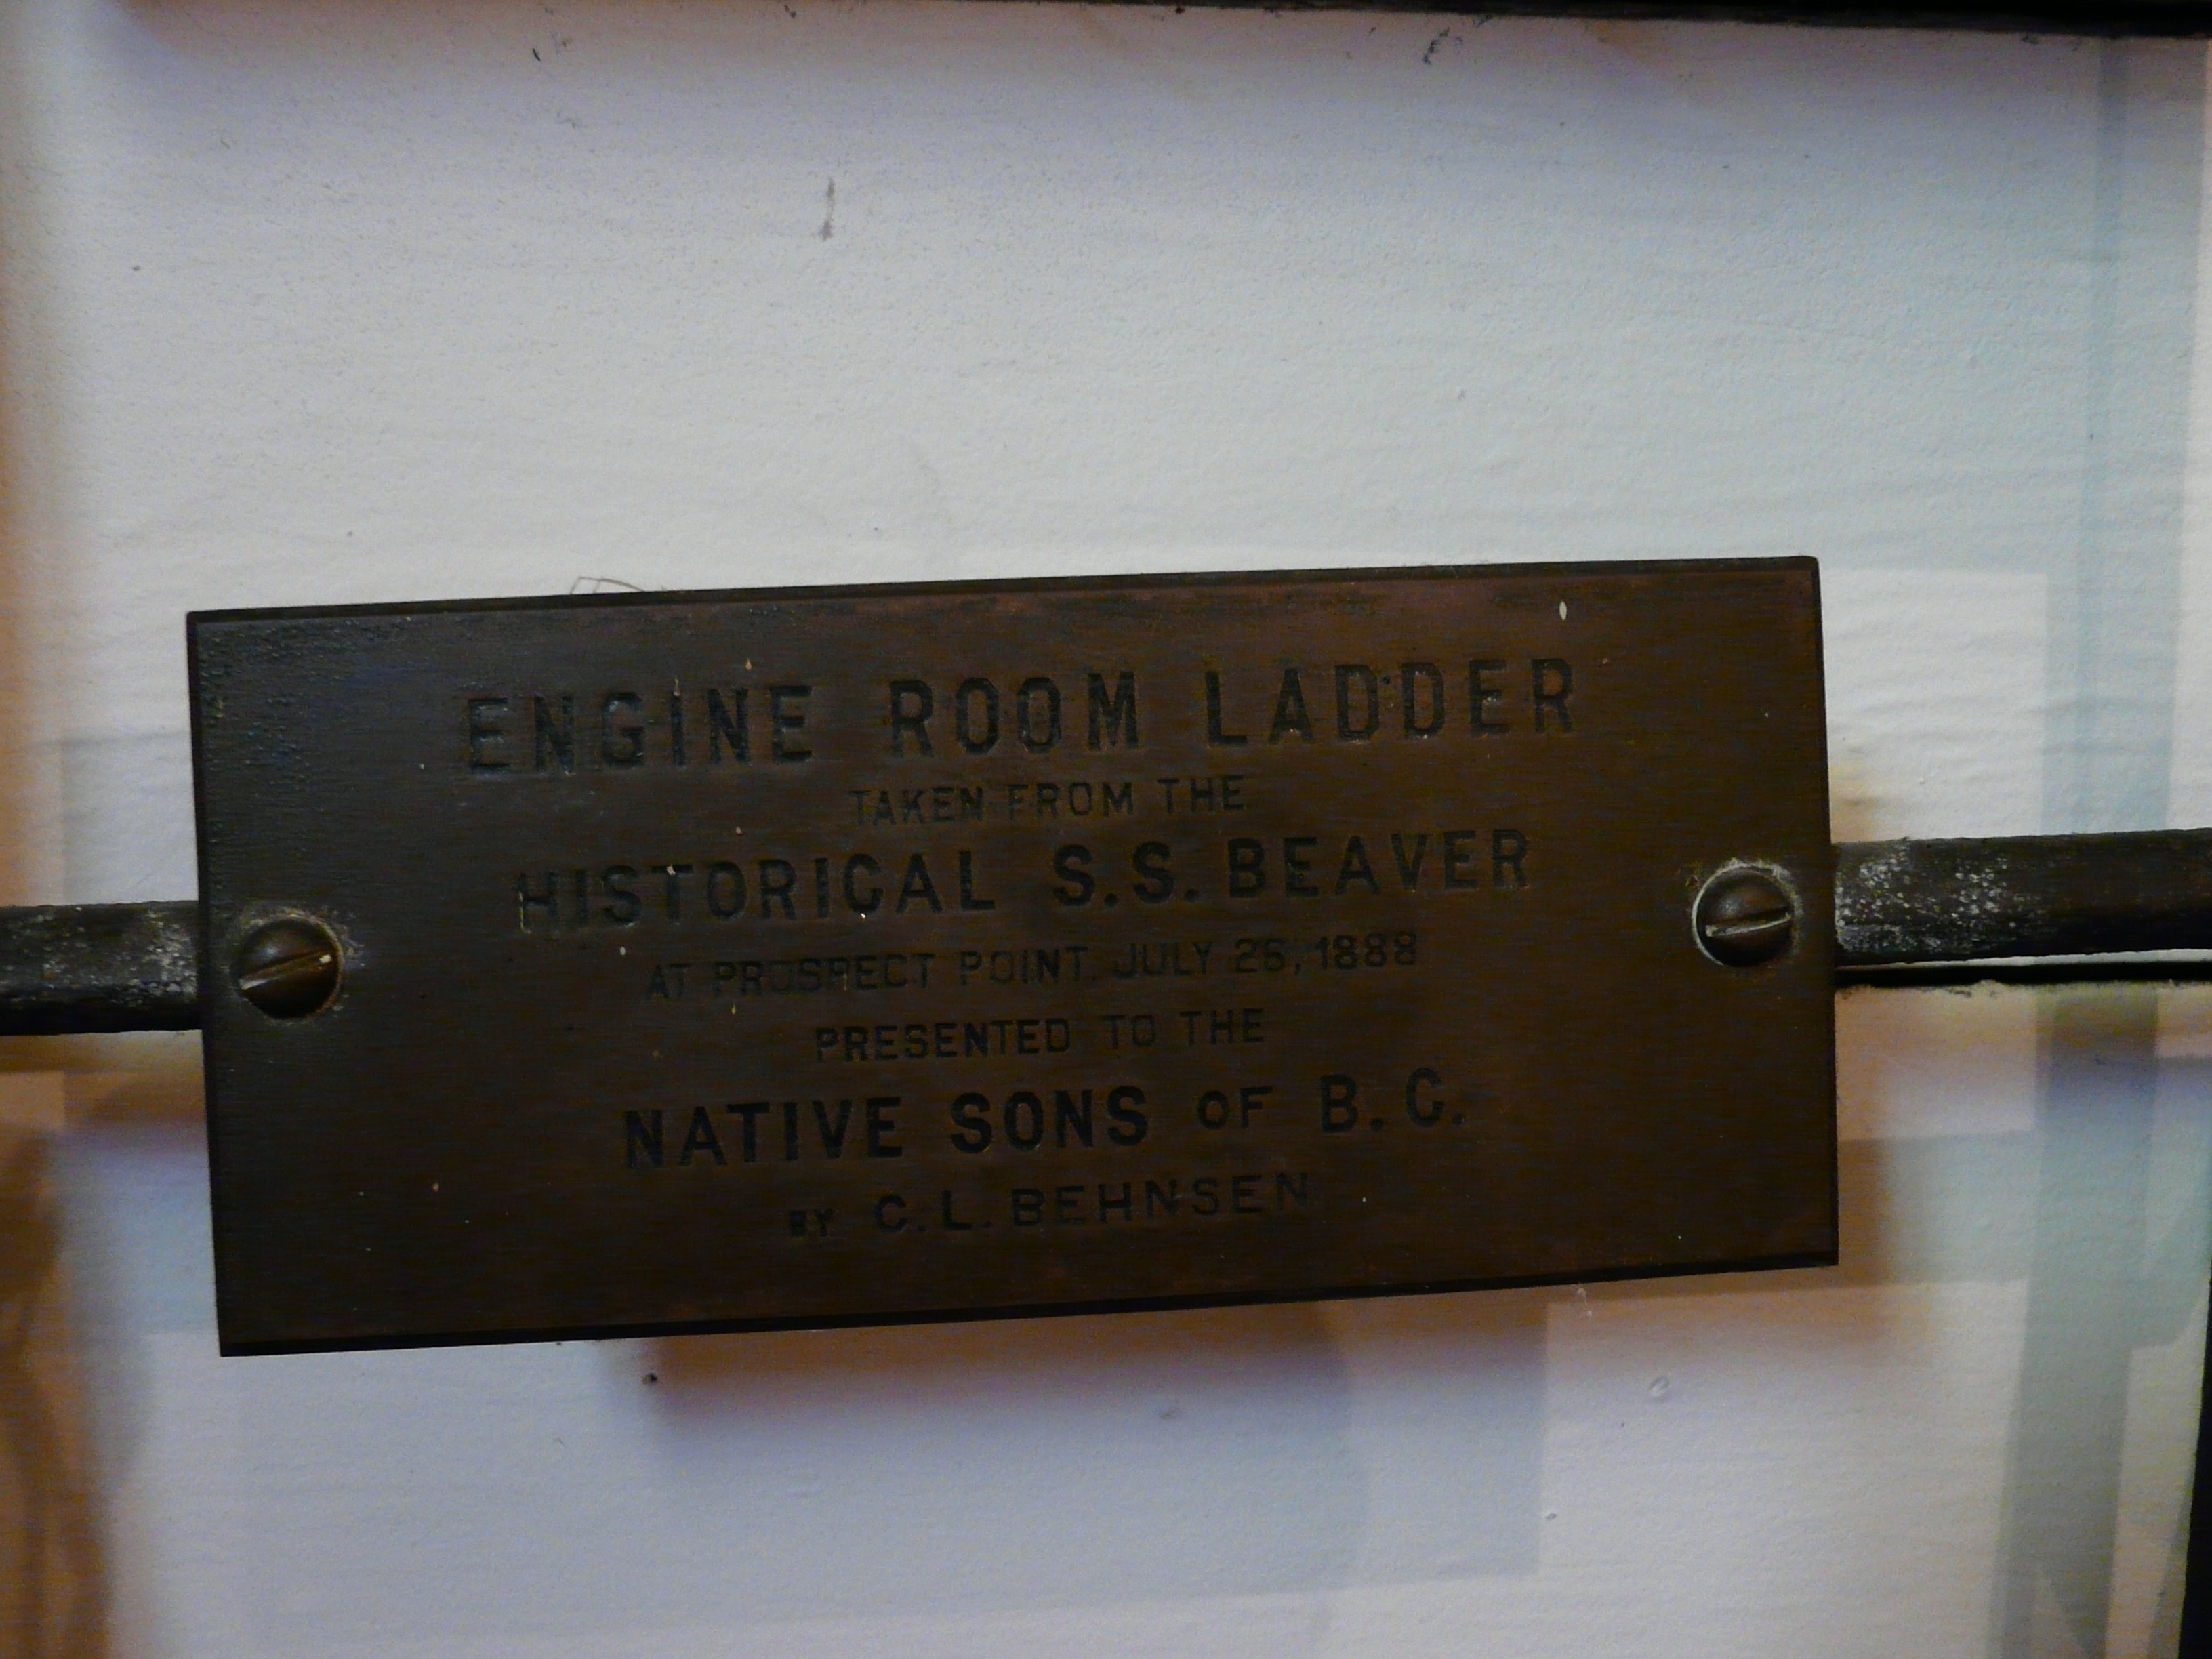 ENGINE ROOM LADDER
TAKEN FROM THE
HISTORICAL S.S. BEAVER
AT PROSPECT POINT, JULY 26, 1888
PRESENTED TO THE
NATIVE SONS OF B.C.
BY C.L. BEHNSEN